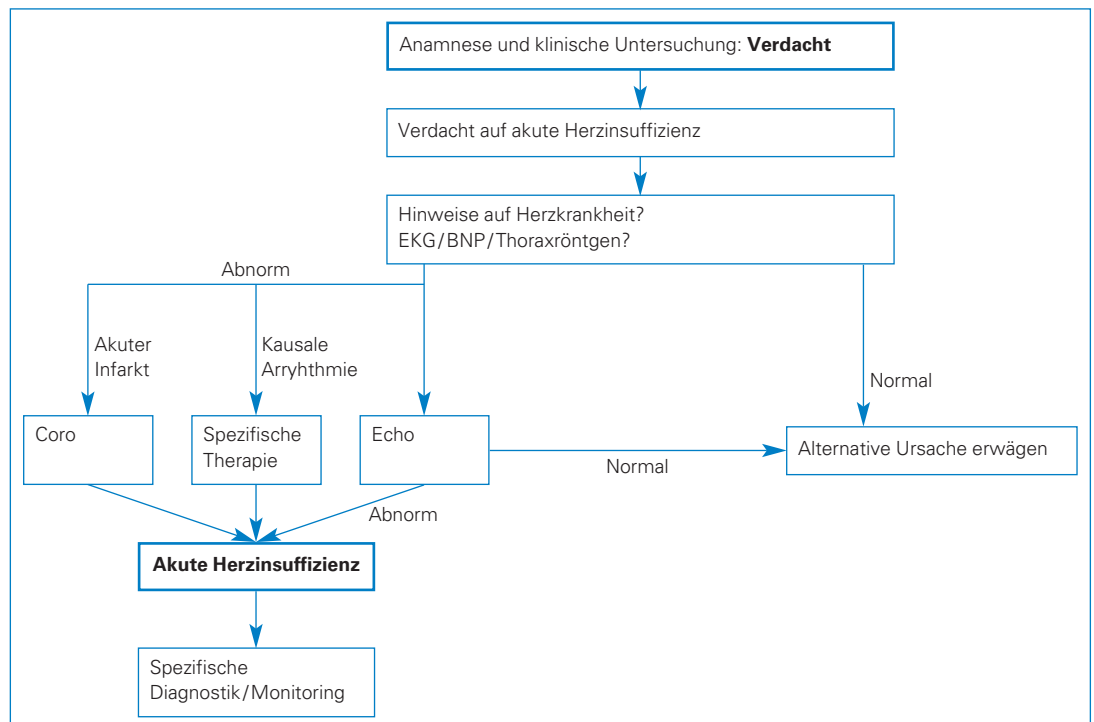 Anamnese und klinische Untersuchung: Verdacht
Verdacht auf akute Herzinsuffizienz
Hinweise auf Herzkrankheit?
EKG/BNP/Thoraxröntgen?
Abnorm
Akuter
Infarkt
Kausale
Arryhthmie
Normal
Coro
Spezifische
Therapie
Echo
Normal
Alternative Ursache erwägen
Abnorm
Akute Herzinsuffizienz
Spezifische
Diagnostik/Monitoring